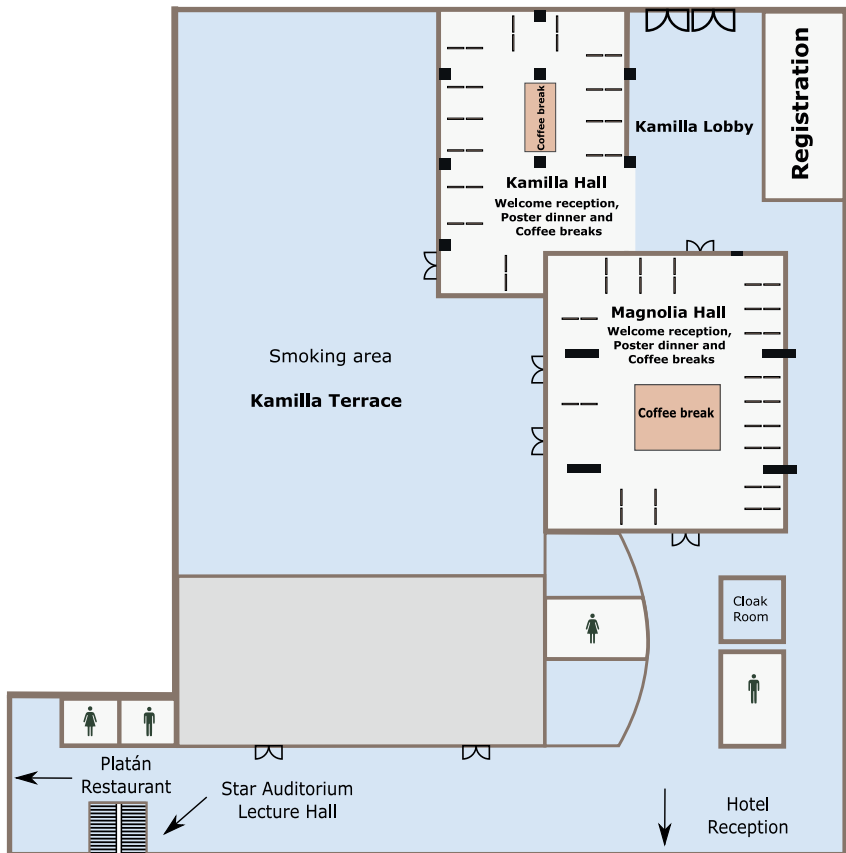 Registration
Kamilla Lobby
Coffee break
Kamilla Hall
Welcome reception,
Poster dinner and
Coffee breaks
Magnolia Hall
Welcome reception,
Poster dinner and
Coffee breaks
Coffee break
Smoking area
Kamilla Terrace
Cloak
Room
Platán
Restaurant
Star Auditorium
Lecture Hall
Hotel
Reception